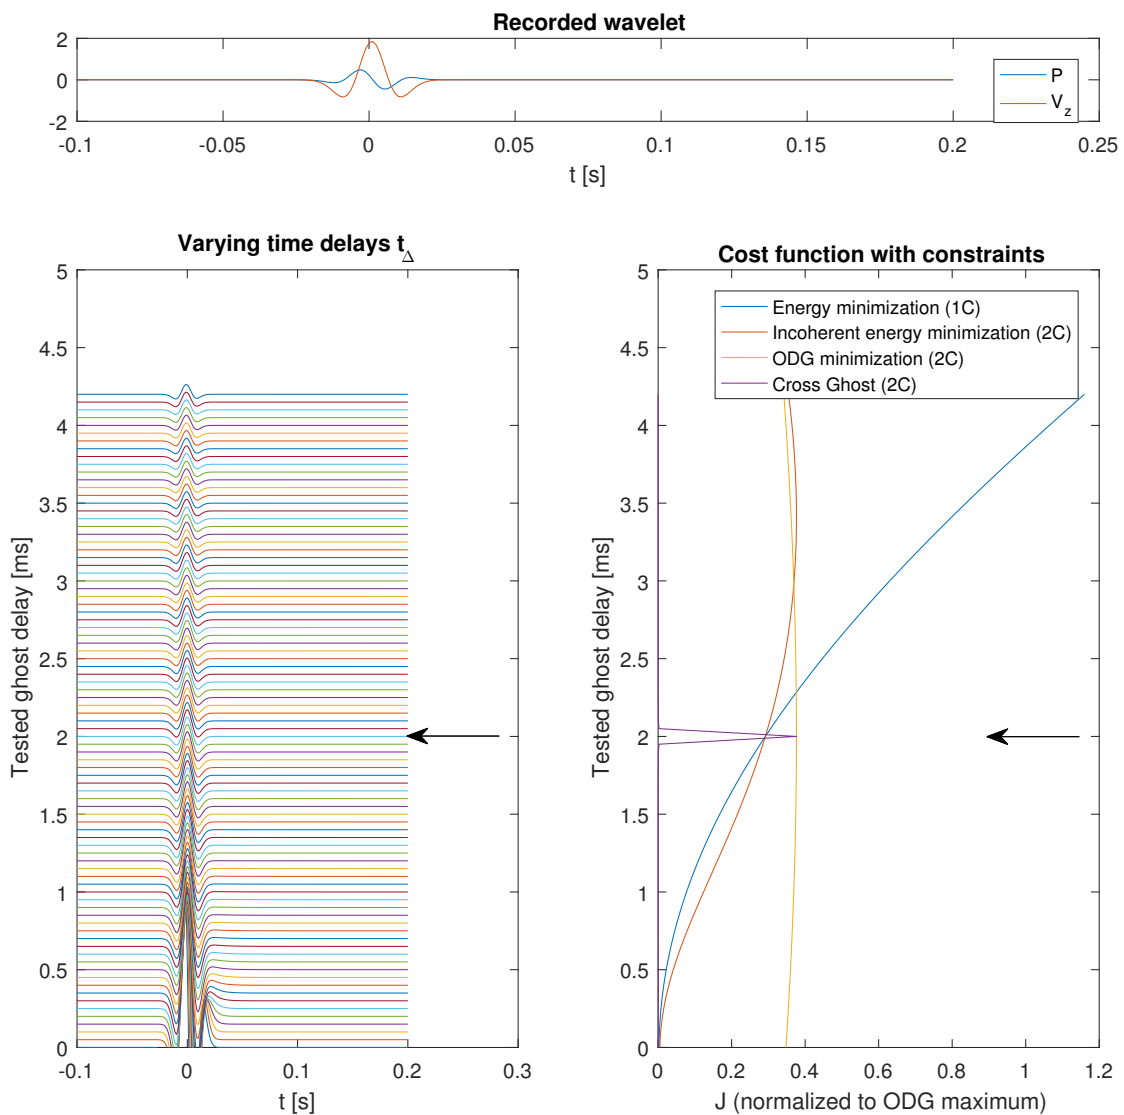 Recorded wavelet
2
0
-2
P
V_z
-0.1 -0.05 0 0.05 0.1 0.15 0.2 0.25
t [s]
Varying time delays t_Δ
5
4.5
4
3.5
3
2.5
2
1.5
1
0.5
0
Tested ghost delay [ms]
-0.1 0 0.1 0.2 0.3
t [s]
Cost function with constraints
Energy minimization (1C)
Incoherent energy minimization (2C)
ODG minimization (2C)
Cross Ghost (2C)
5
4.5
4
3.5
3
2.5
2
1.5
1
0.5
0
Tested ghost delay [ms]
0 0.2 0.4 0.6 0.8 1 1.2
J (normalized to ODG maximum)